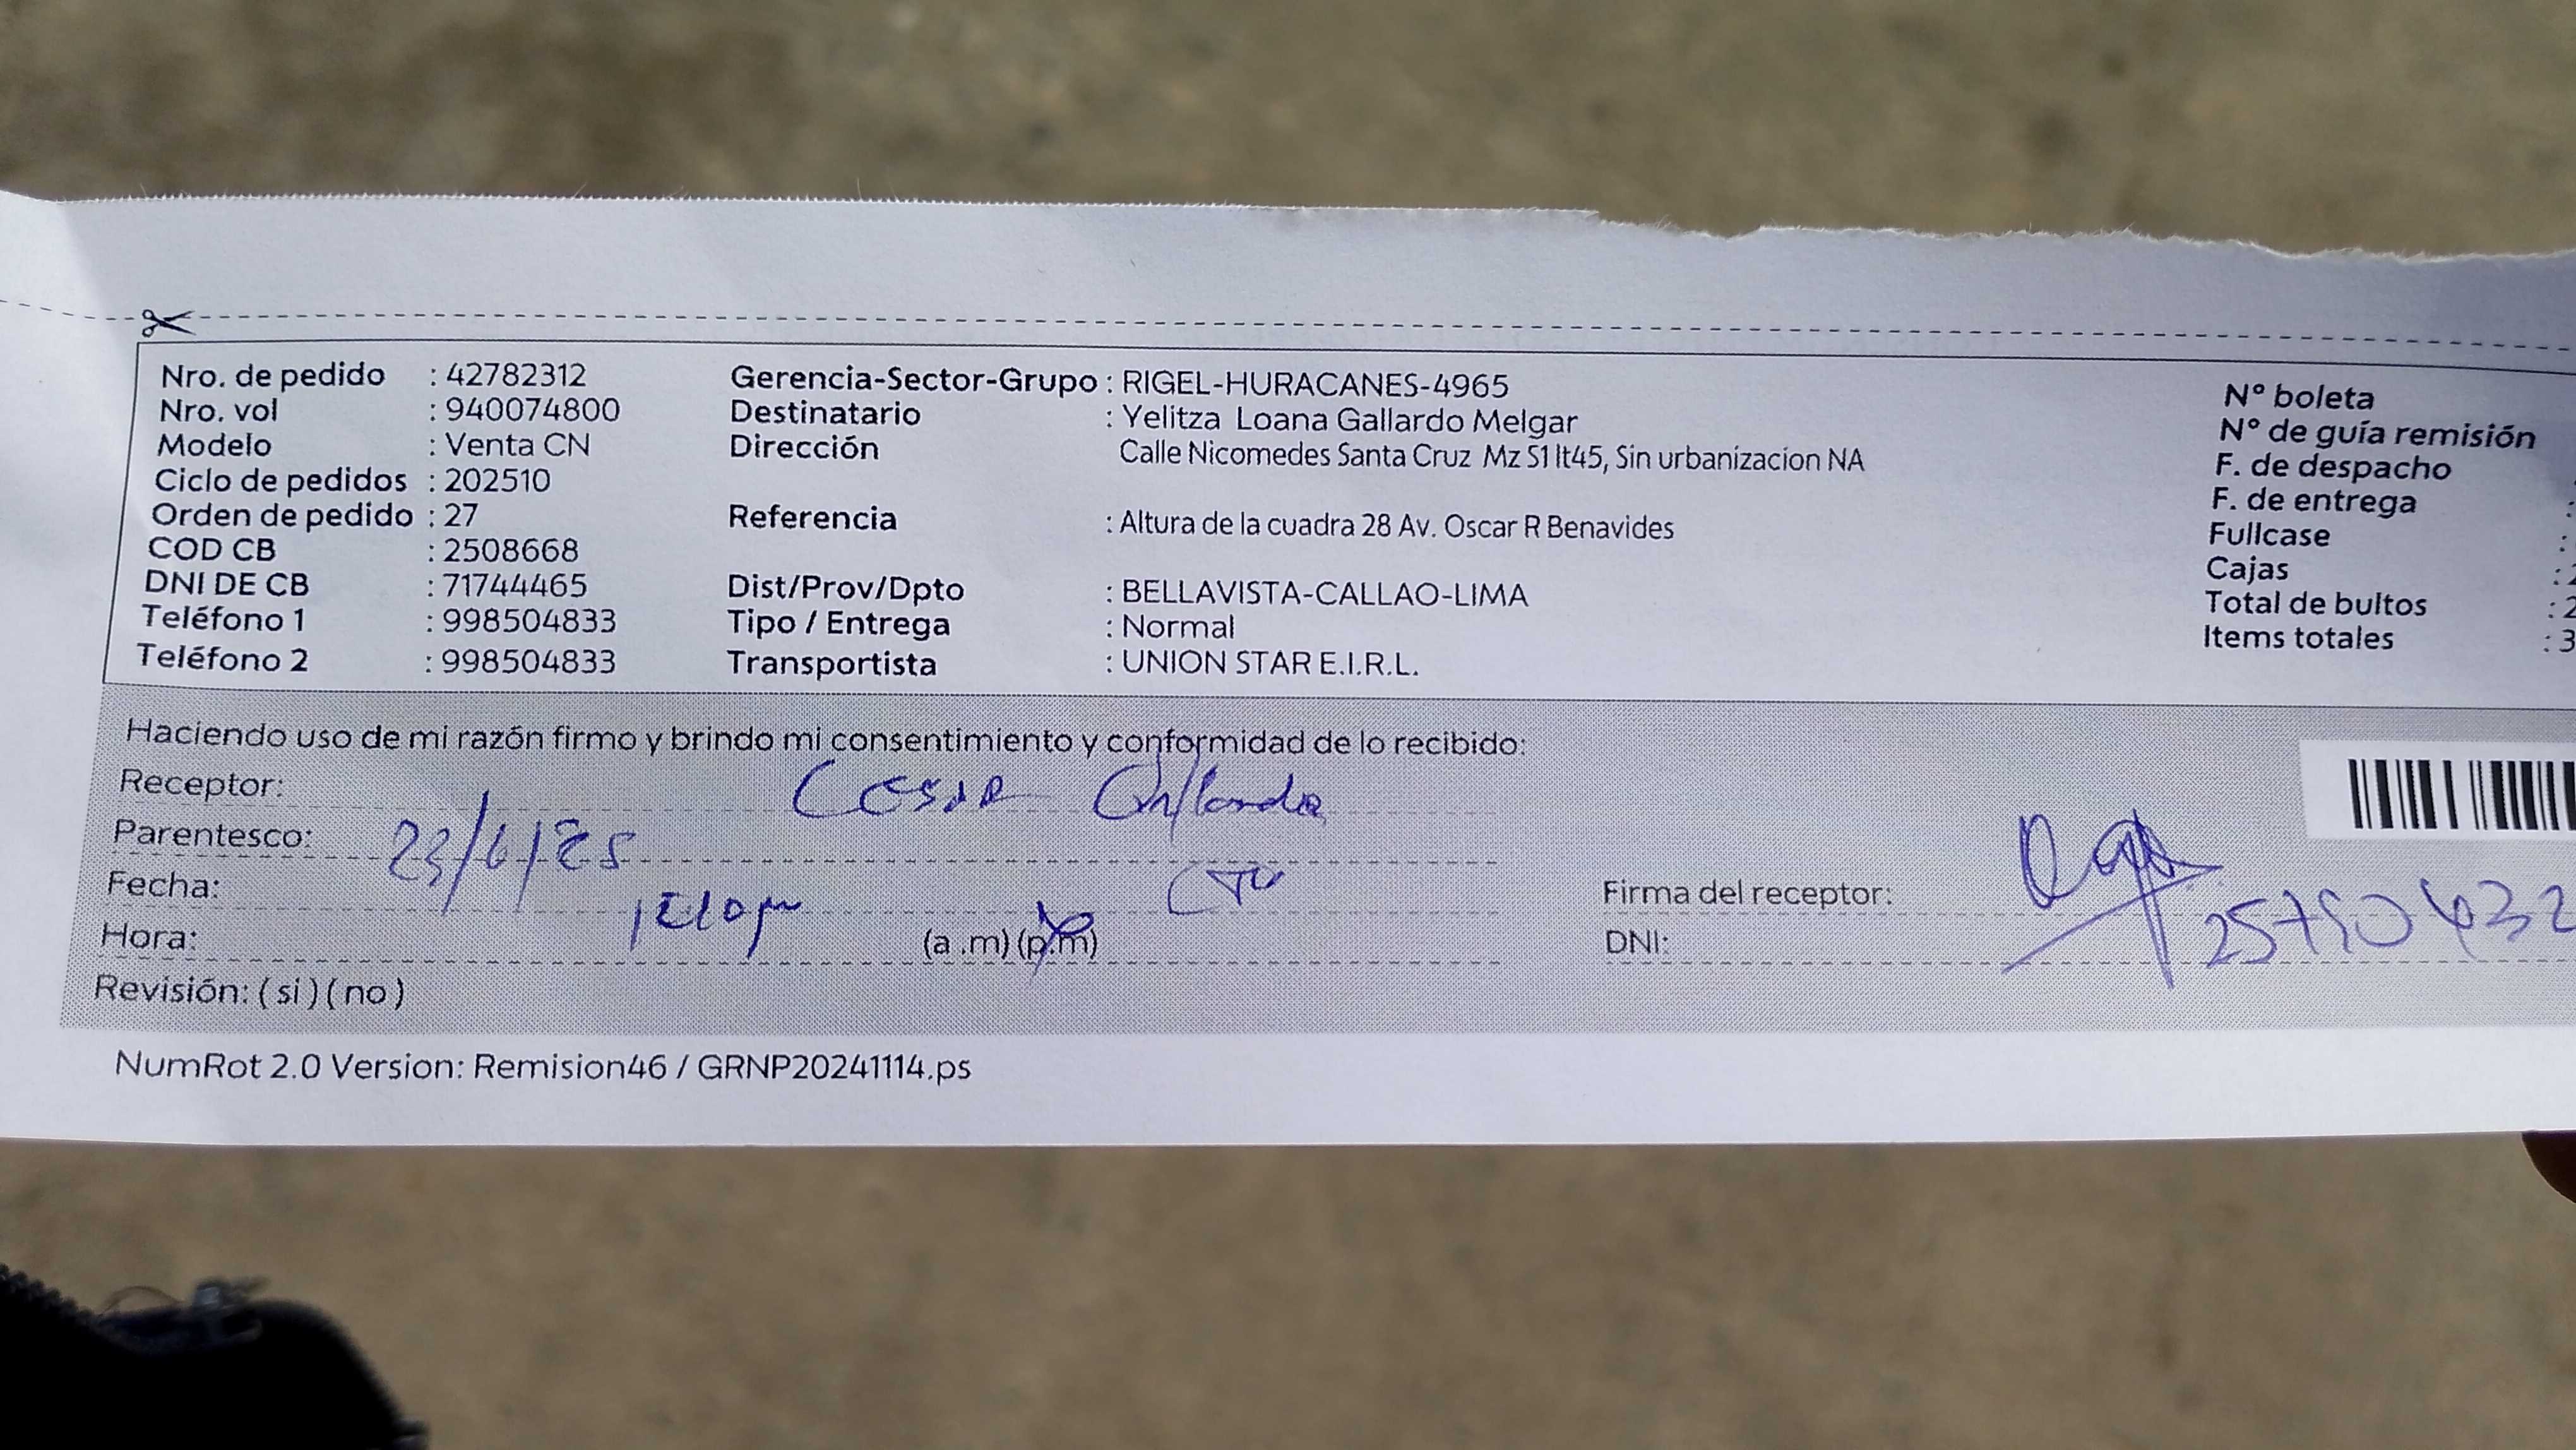 Nro. de pedido : 42782312 Gerencia-Sector-Grupo : RIGEL-HURACANES-4965 N° boleta
Nro. vol : 940074800 Destinatario : Yelitza Loana Gallardo Melgar N° de guía remisión
Modelo : Venta CN Dirección Calle Nicomedes Santa Cruz Mz S1 lt45, Sin urbanizacion NA F. de despacho
Ciclo de pedidos : 202510 F. de entrega :
Orden de pedido : 27 Referencia : Altura de la cuadra 28 Av. Oscar R Benavides Fullcase :
COD CB : 2508668 Cajas : 2
DNI DE CB : 71744465 Dist/Prov/Dpto : BELLAVISTA-CALLAO-LIMA Total de bultos : 2
Teléfono 1 : 998504833 Tipo / Entrega : Normal Items totales : 3
Teléfono 2 : 998504833 Transportista : UNION STAR E.I.R.L.
Haciendo uso de mi razón firmo y brindo mi consentimiento y conformidad de lo recibido:
Receptor: Cesar Gallardo
Parentesco:
Fecha: 23/6/25 Firma del receptor:
Hora: (a .m) (p.m) DNI:
Revisión: ( si ) ( no )
NumRot 2.0 Version: Remision46 / GRNP20241114.ps